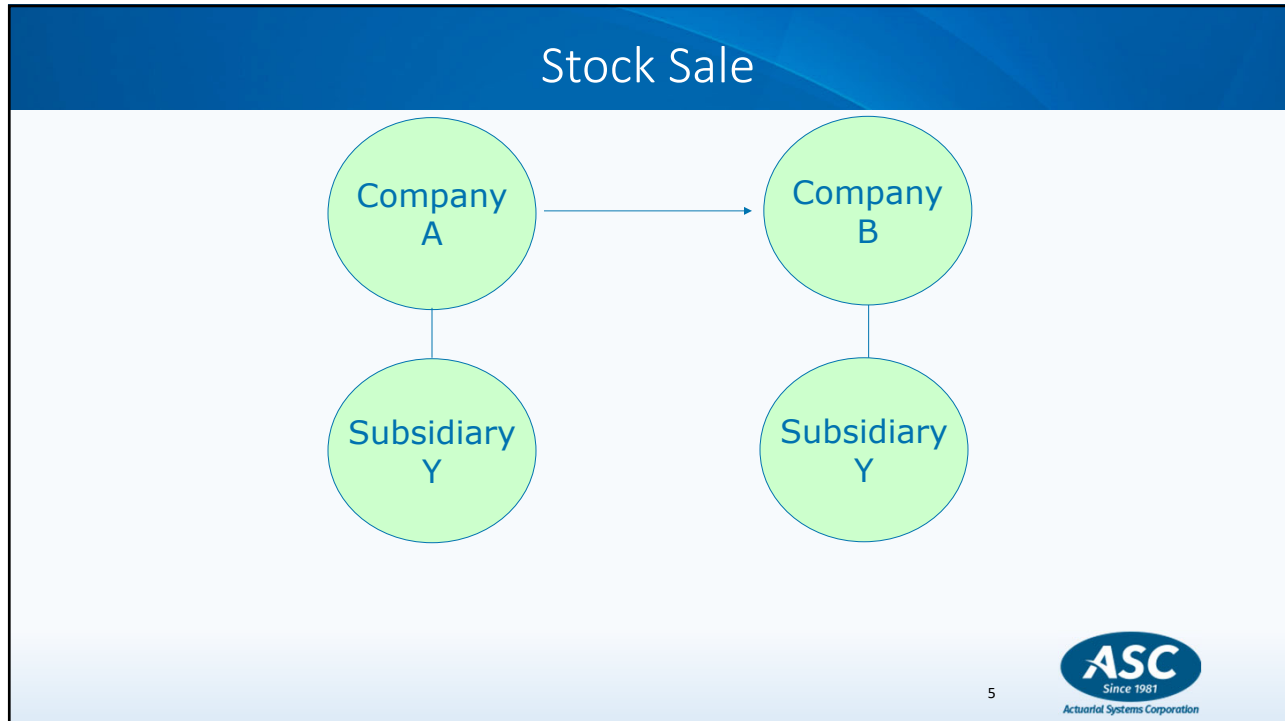 Stock Sale
Company
A
Company
B
Subsidiary
Y
Subsidiary
Y
5
ASC
Since 1981
Actuarial Systems Corporation